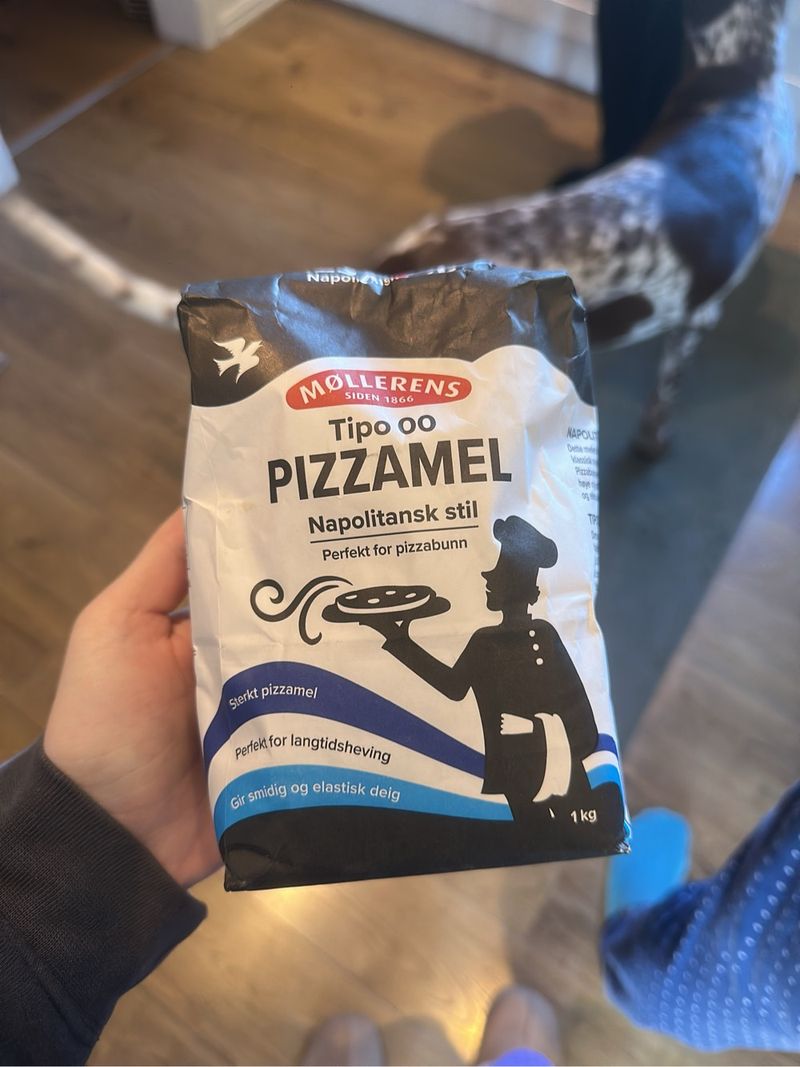 MØLLERENS
SIDEN 1866
Tipo 00
PIZZAMEL
Napolitansk stil
Perfekt for pizzabunn
Sterkt pizzamel
Perfekt for langtidsheving
Gir smidig og elastisk deig
1 kg